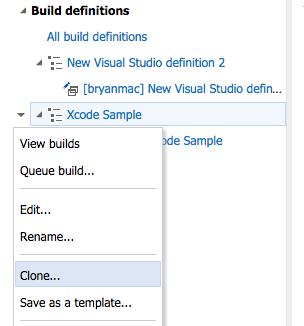 Build definitions
All build definitions
New Visual Studio definition 2
[bryanmac] New Visual Studio defin...
Xcode Sample
View builds
ode Sample
Queue build...
Edit...
Rename...
Clone...
Save as a template...